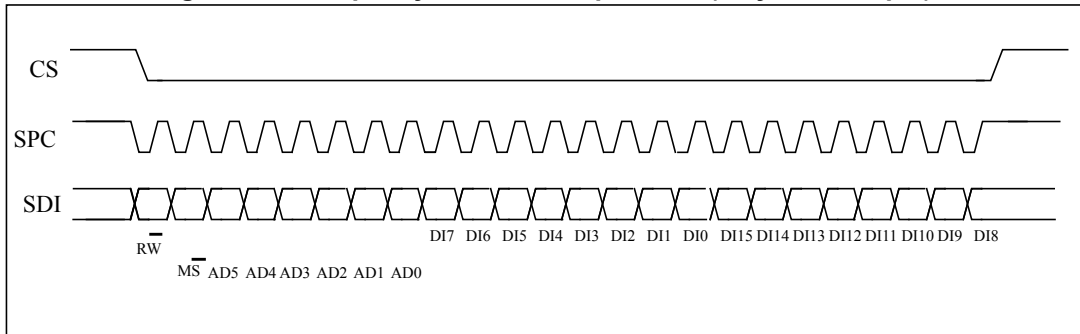 CS
SPC
SDI
RW̅
DI7 DI6 DI5 DI4 DI3 DI2 DI1 DI0 DI15 DI14 DI13 DI12 DI11 DI10 DI9 DI8
MS̅ AD5 AD4 AD3 AD2 AD1 AD0